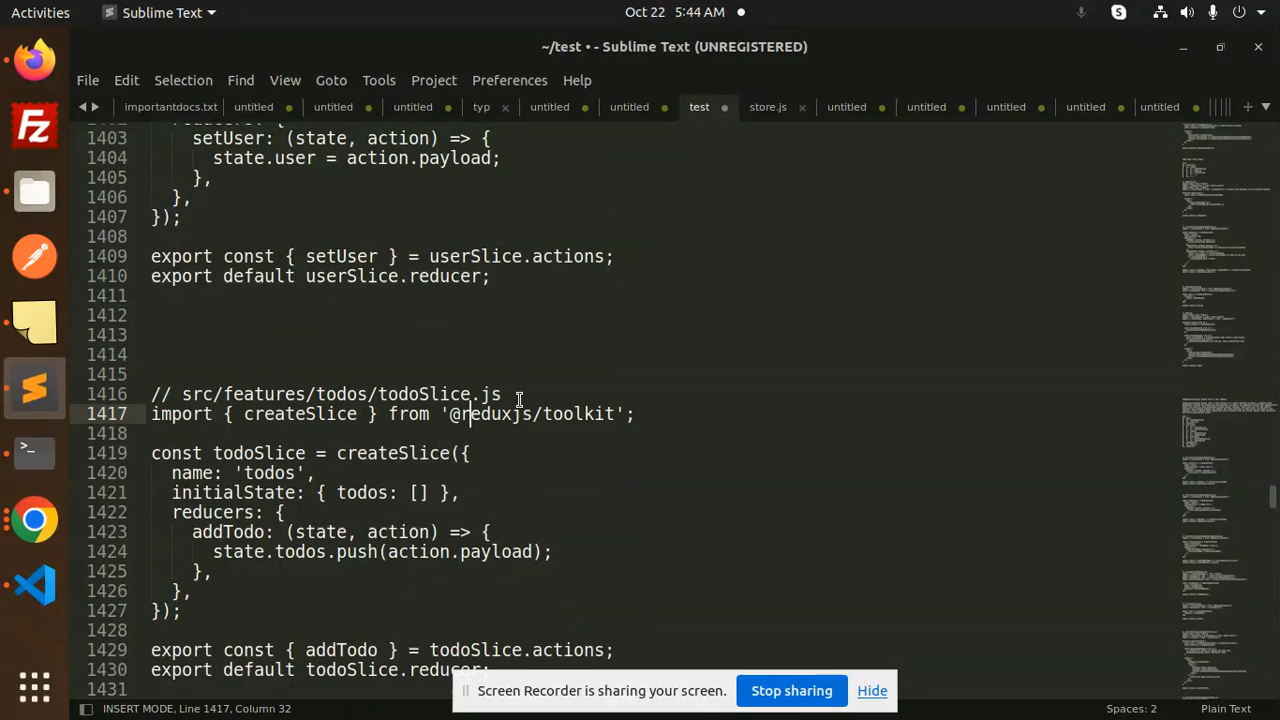 Activities
Sublime Text
Oct 22 5:44 AM
~/test • - Sublime Text (UNREGISTERED)
File Edit Selection Find View Goto Tools Project Preferences Help
importantdocs.txt untitled untitled untitled typ untitled untitled test store.js untitled untitled untitled untitled untitled
1403 setUser: (state, action) => {
1404 state.user = action.payload;
1405 },
1406 },
1407 });
1408
1409 export const { setUser } = userSlice.actions;
1410 export default userSlice.reducer;
1411
1412
1413
1414
1415
1416 // src/features/todos/todoSlice.js
1417 import { createSlice } from '@reduxjs/toolkit';
1418
1419 const todoSlice = createSlice({
1420 name: 'todos',
1421 initialState: { todos: [] },
1422 reducers: {
1423 addTodo: (state, action) => {
1424 state.todos.push(action.payload);
1425 },
1426 },
1427 });
1428
1429 export const { addTodo } = todoSlice.actions;
1430 export default todoSlice.reducer;
1431
Screen Recorder is sharing your screen.
Stop sharing
Hide
INSERT MODE, Line 1417, Column 32
Spaces: 2
Plain Text